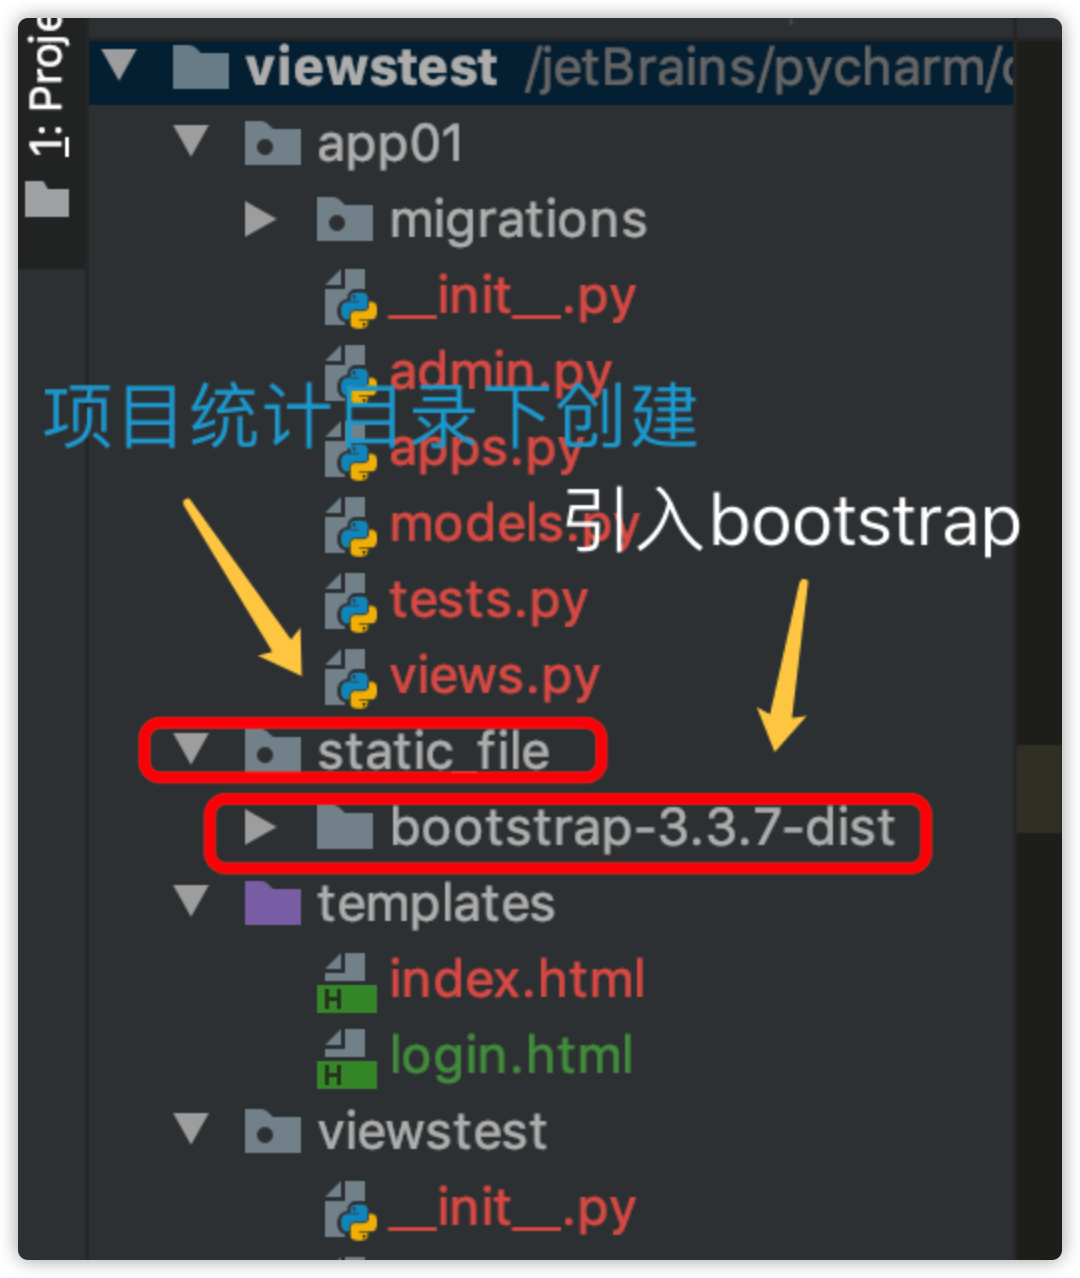 1: Proje
viewstest /jetBrains/pycharm/
app01
migrations
__init__.py
admin.py
项目统计目录下创建
apps.py
引入bootstrap
models.py
tests.py
views.py
static_file
bootstrap-3.3.7-dist
templates
H index.html
H login.html
viewstest
__init__.py